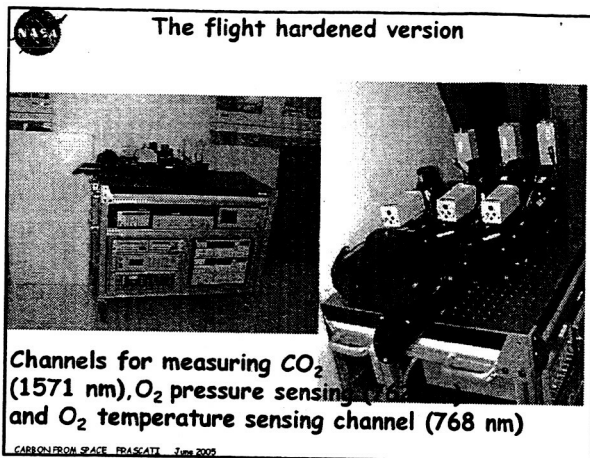 NASA
The flight hardened version
Channels for measuring CO₂
(1571 nm), O₂ pressure sensing
and O₂ temperature sensing channel (768 nm)
CARBON FROM SPACE FRASCATI June 2005